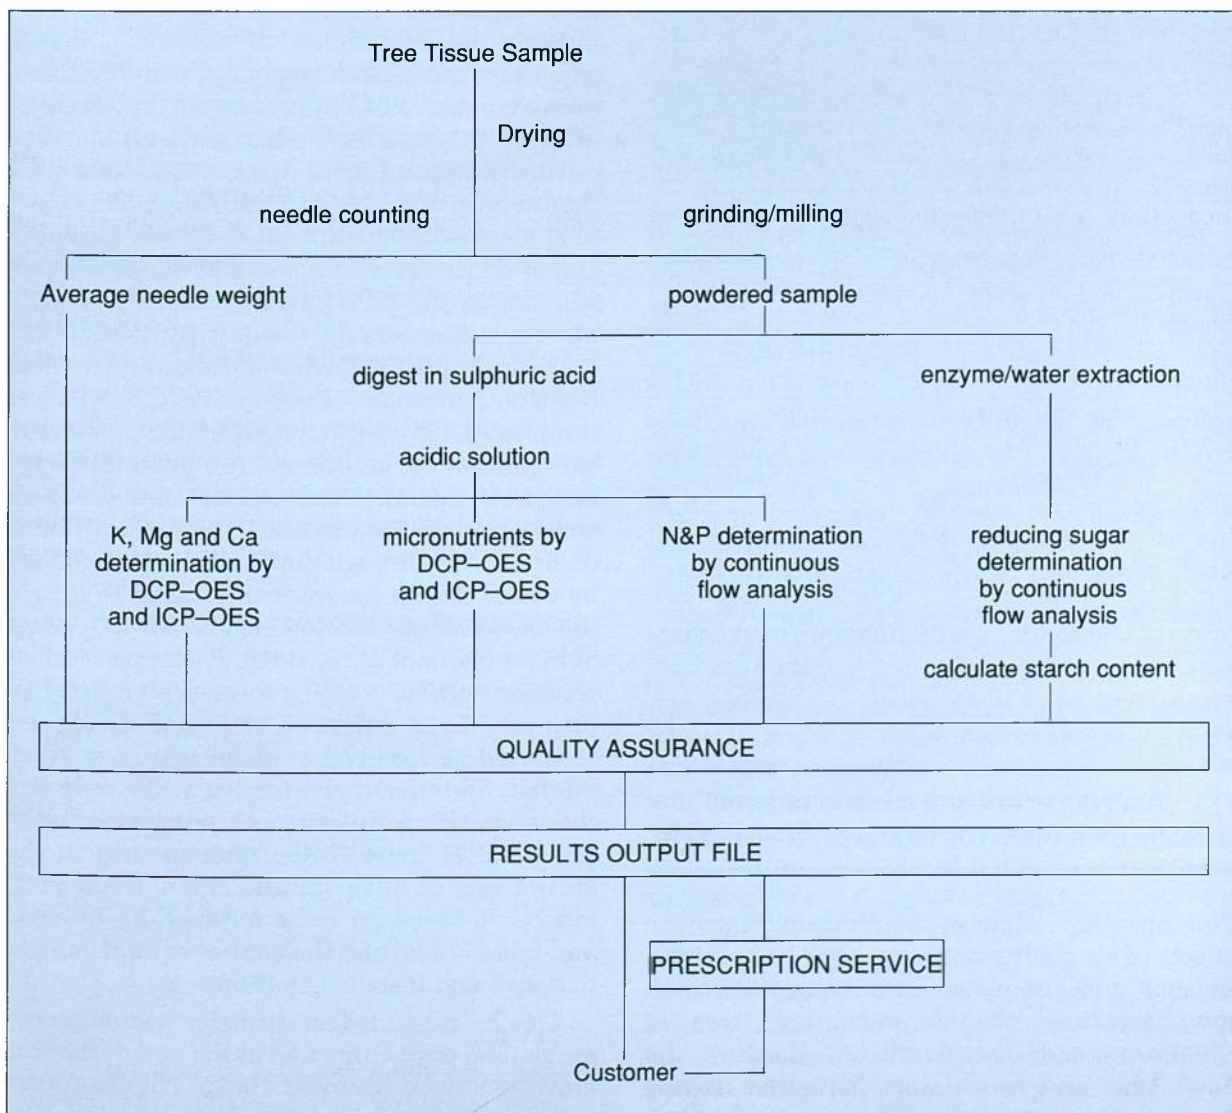 Tree Tissue Sample
Drying
needle counting
grinding/milling
Average needle weight
powdered sample
digest in sulphuric acid
enzyme/water extraction
acidic solution
K, Mg and Ca
determination by
DCP–OES
and ICP–OES
micronutrients by
DCP–OES
and ICP–OES
N&P determination
by continuous
flow analysis
reducing sugar
determination
by continuous
flow analysis
calculate starch content
QUALITY ASSURANCE
RESULTS OUTPUT FILE
PRESCRIPTION SERVICE
Customer